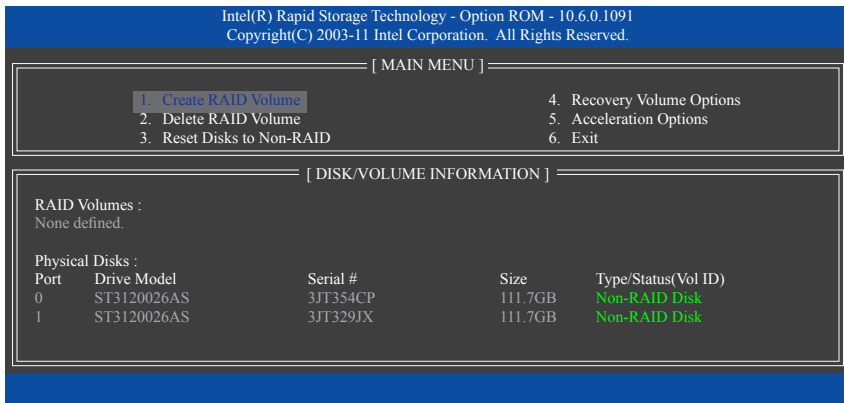 Intel(R) Rapid Storage Technology - Option ROM - 10.6.0.1091
Copyright(C) 2003-11 Intel Corporation. All Rights Reserved.
[ MAIN MENU ]
1. Create RAID Volume
2. Delete RAID Volume
3. Reset Disks to Non-RAID
4. Recovery Volume Options
5. Acceleration Options
6. Exit
[ DISK/VOLUME INFORMATION ]
RAID Volumes :
None defined.
Physical Disks :
Port Drive Model Serial # Size Type/Status(Vol ID)
0 ST3120026AS 3JT354CP 111.7GB Non-RAID Disk
1 ST3120026AS 3JT329JX 111.7GB Non-RAID Disk